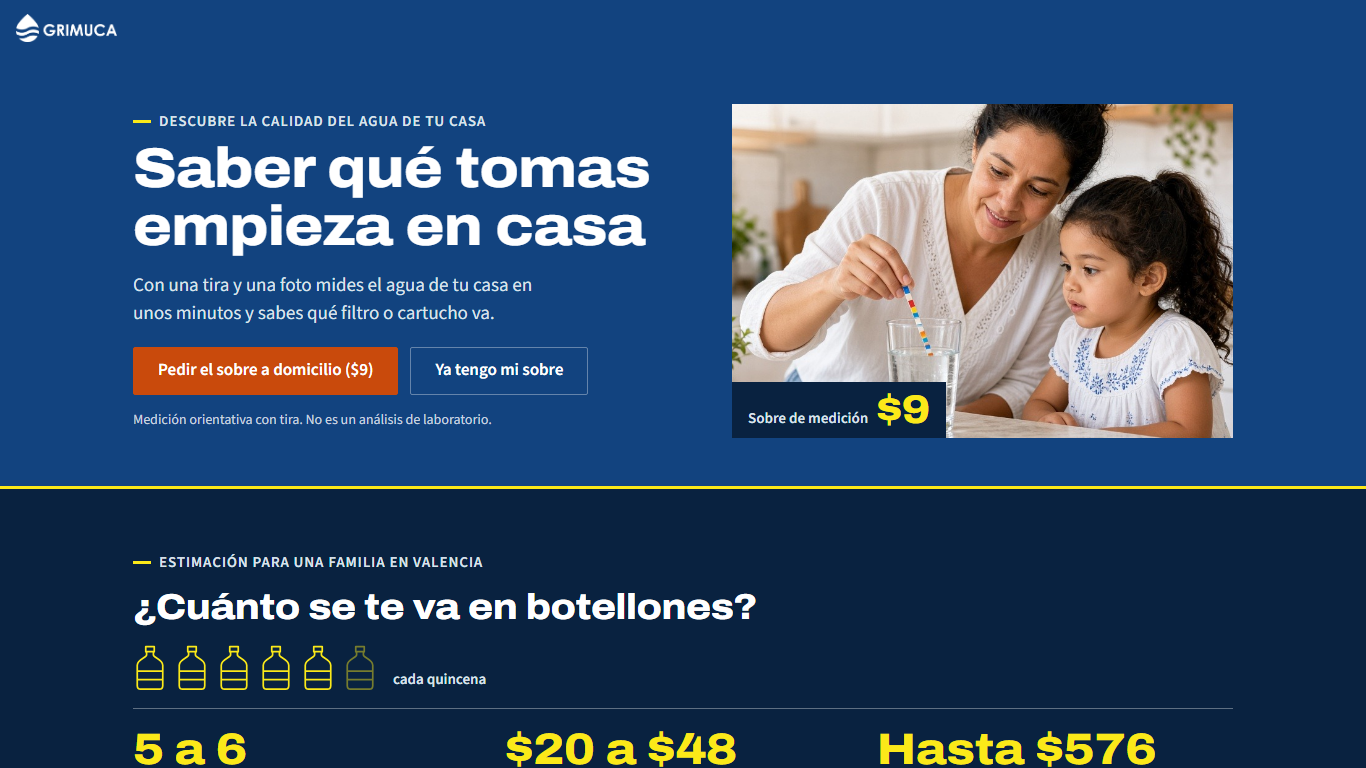 GRIMUCA
DESCUBRE LA CALIDAD DEL AGUA DE TU CASA
Saber qué tomas
empieza en casa
Con una tira y una foto mides el agua de tu casa en
unos minutos y sabes qué filtro o cartucho va.
Pedir el sobre a domicilio ($9)
Ya tengo mi sobre
Medición orientativa con tira. No es un análisis de laboratorio.
Sobre de medición $9
ESTIMACIÓN PARA UNA FAMILIA EN VALENCIA
¿Cuánto se te va en botellones?
cada quincena
5 a 6
$20 a $48
Hasta $576